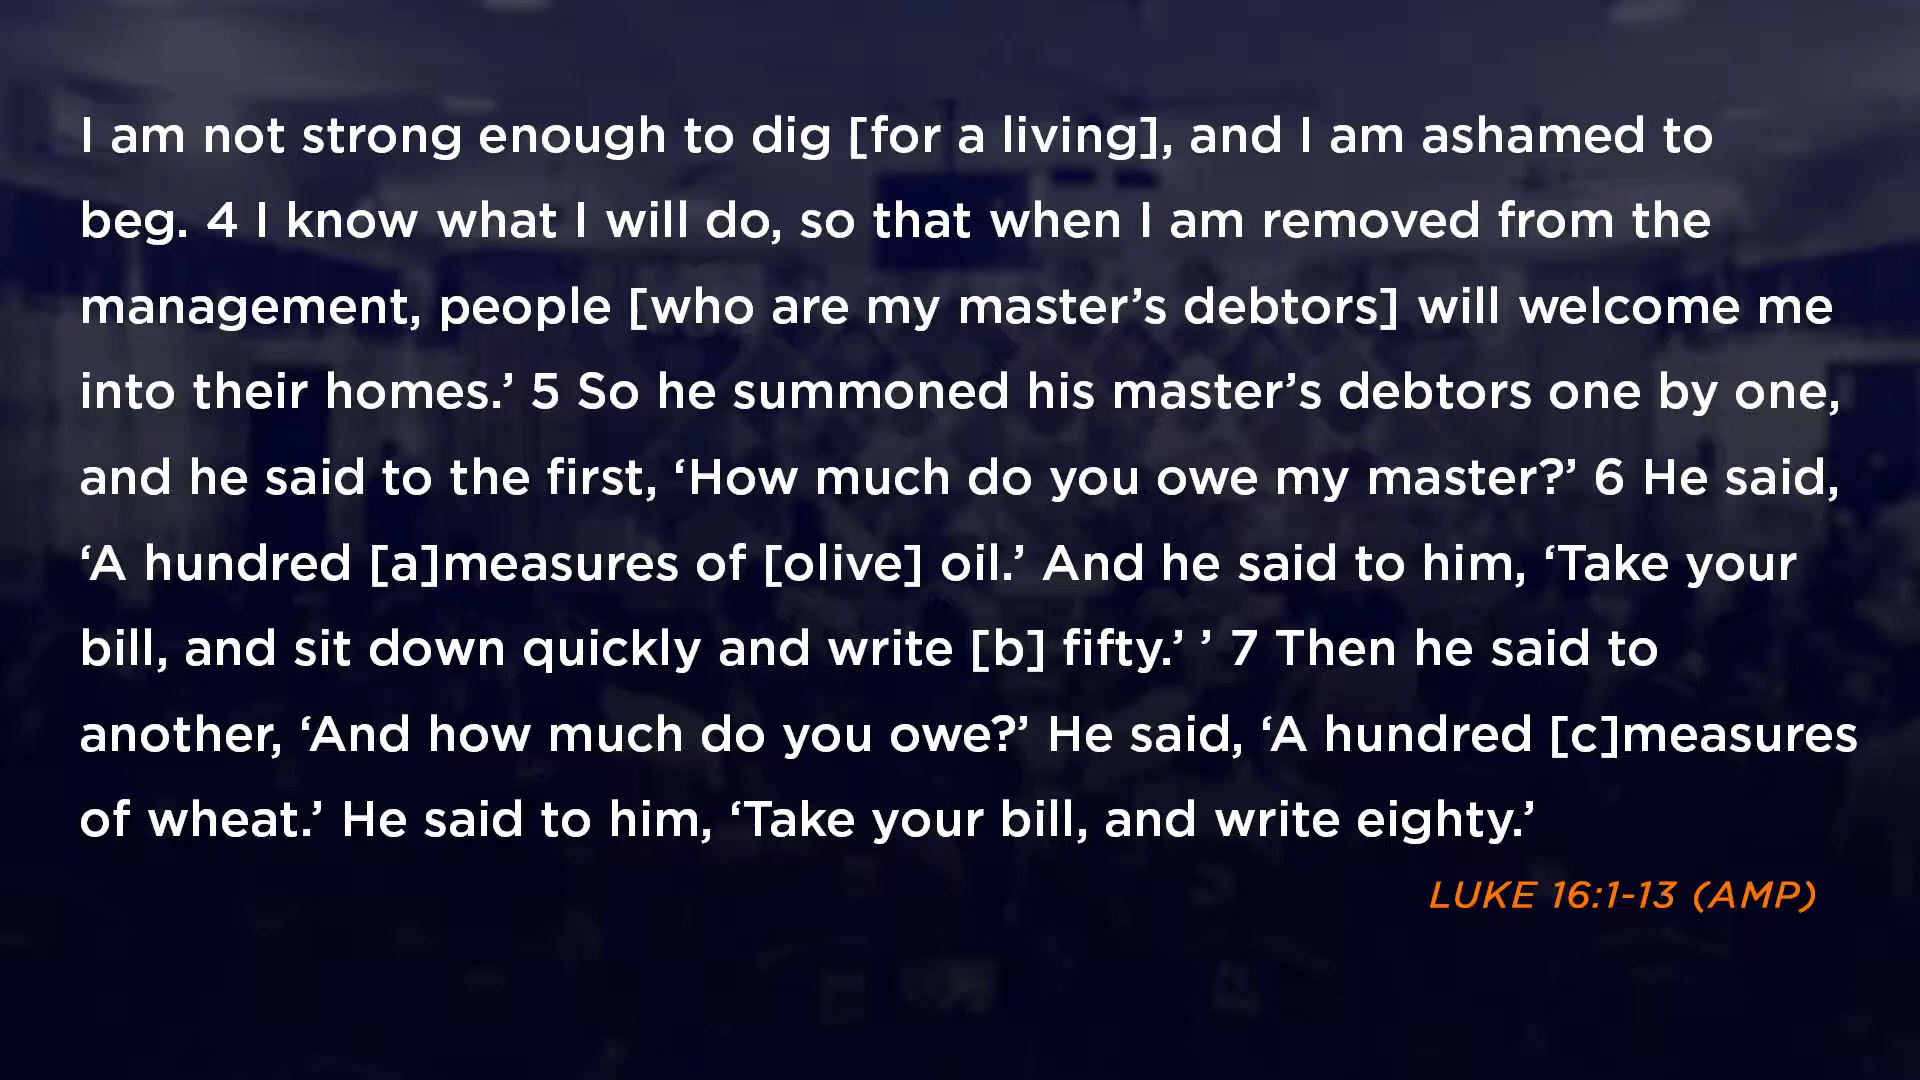 I am not strong enough to dig [for a living], and I am ashamed to
beg. 4 I know what I will do, so that when I am removed from the
management, people [who are my master’s debtors] will welcome me
into their homes.’ 5 So he summoned his master’s debtors one by one,
and he said to the first, ‘How much do you owe my master?’ 6 He said,
‘A hundred [a]measures of [olive] oil.’ And he said to him, ‘Take your
bill, and sit down quickly and write [b] fifty.’ ’ 7 Then he said to
another, ‘And how much do you owe?’ He said, ‘A hundred [c]measures
of wheat.’ He said to him, ‘Take your bill, and write eighty.’
LUKE 16:1-13 (AMP)